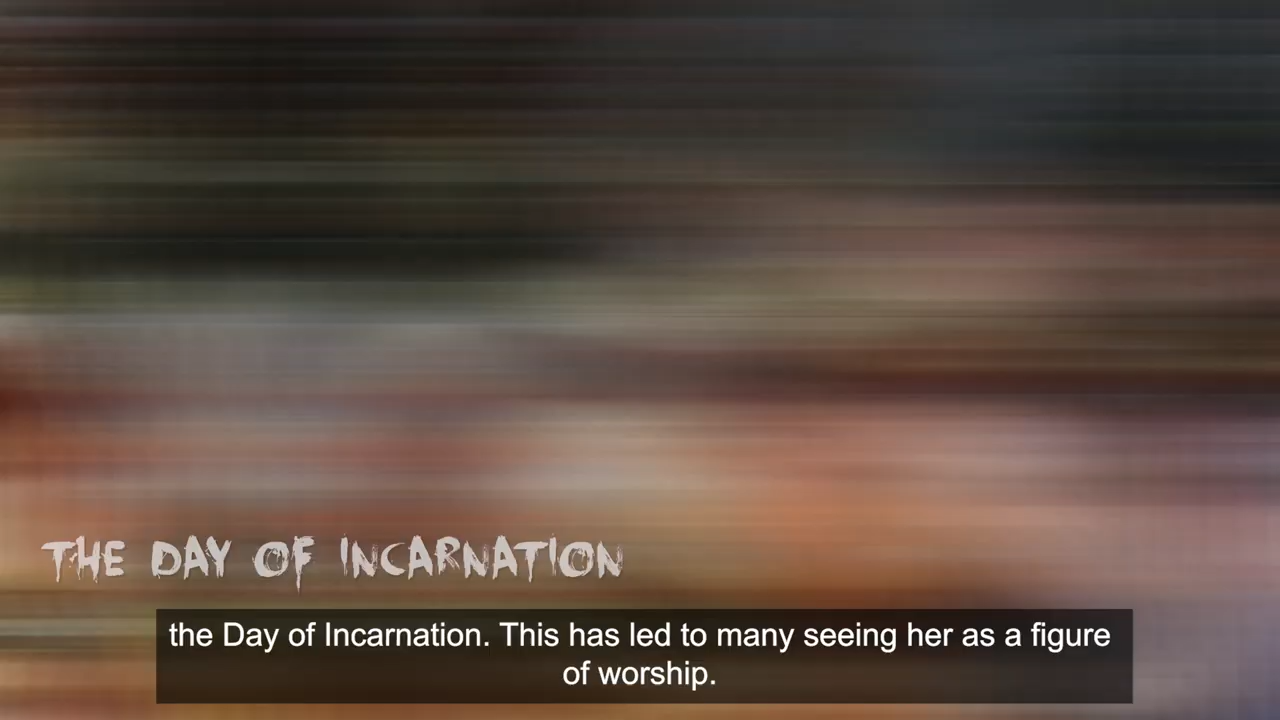 THE DAY OF INCARNATION
the Day of Incarnation. This has led to many seeing her as a figure
of worship.